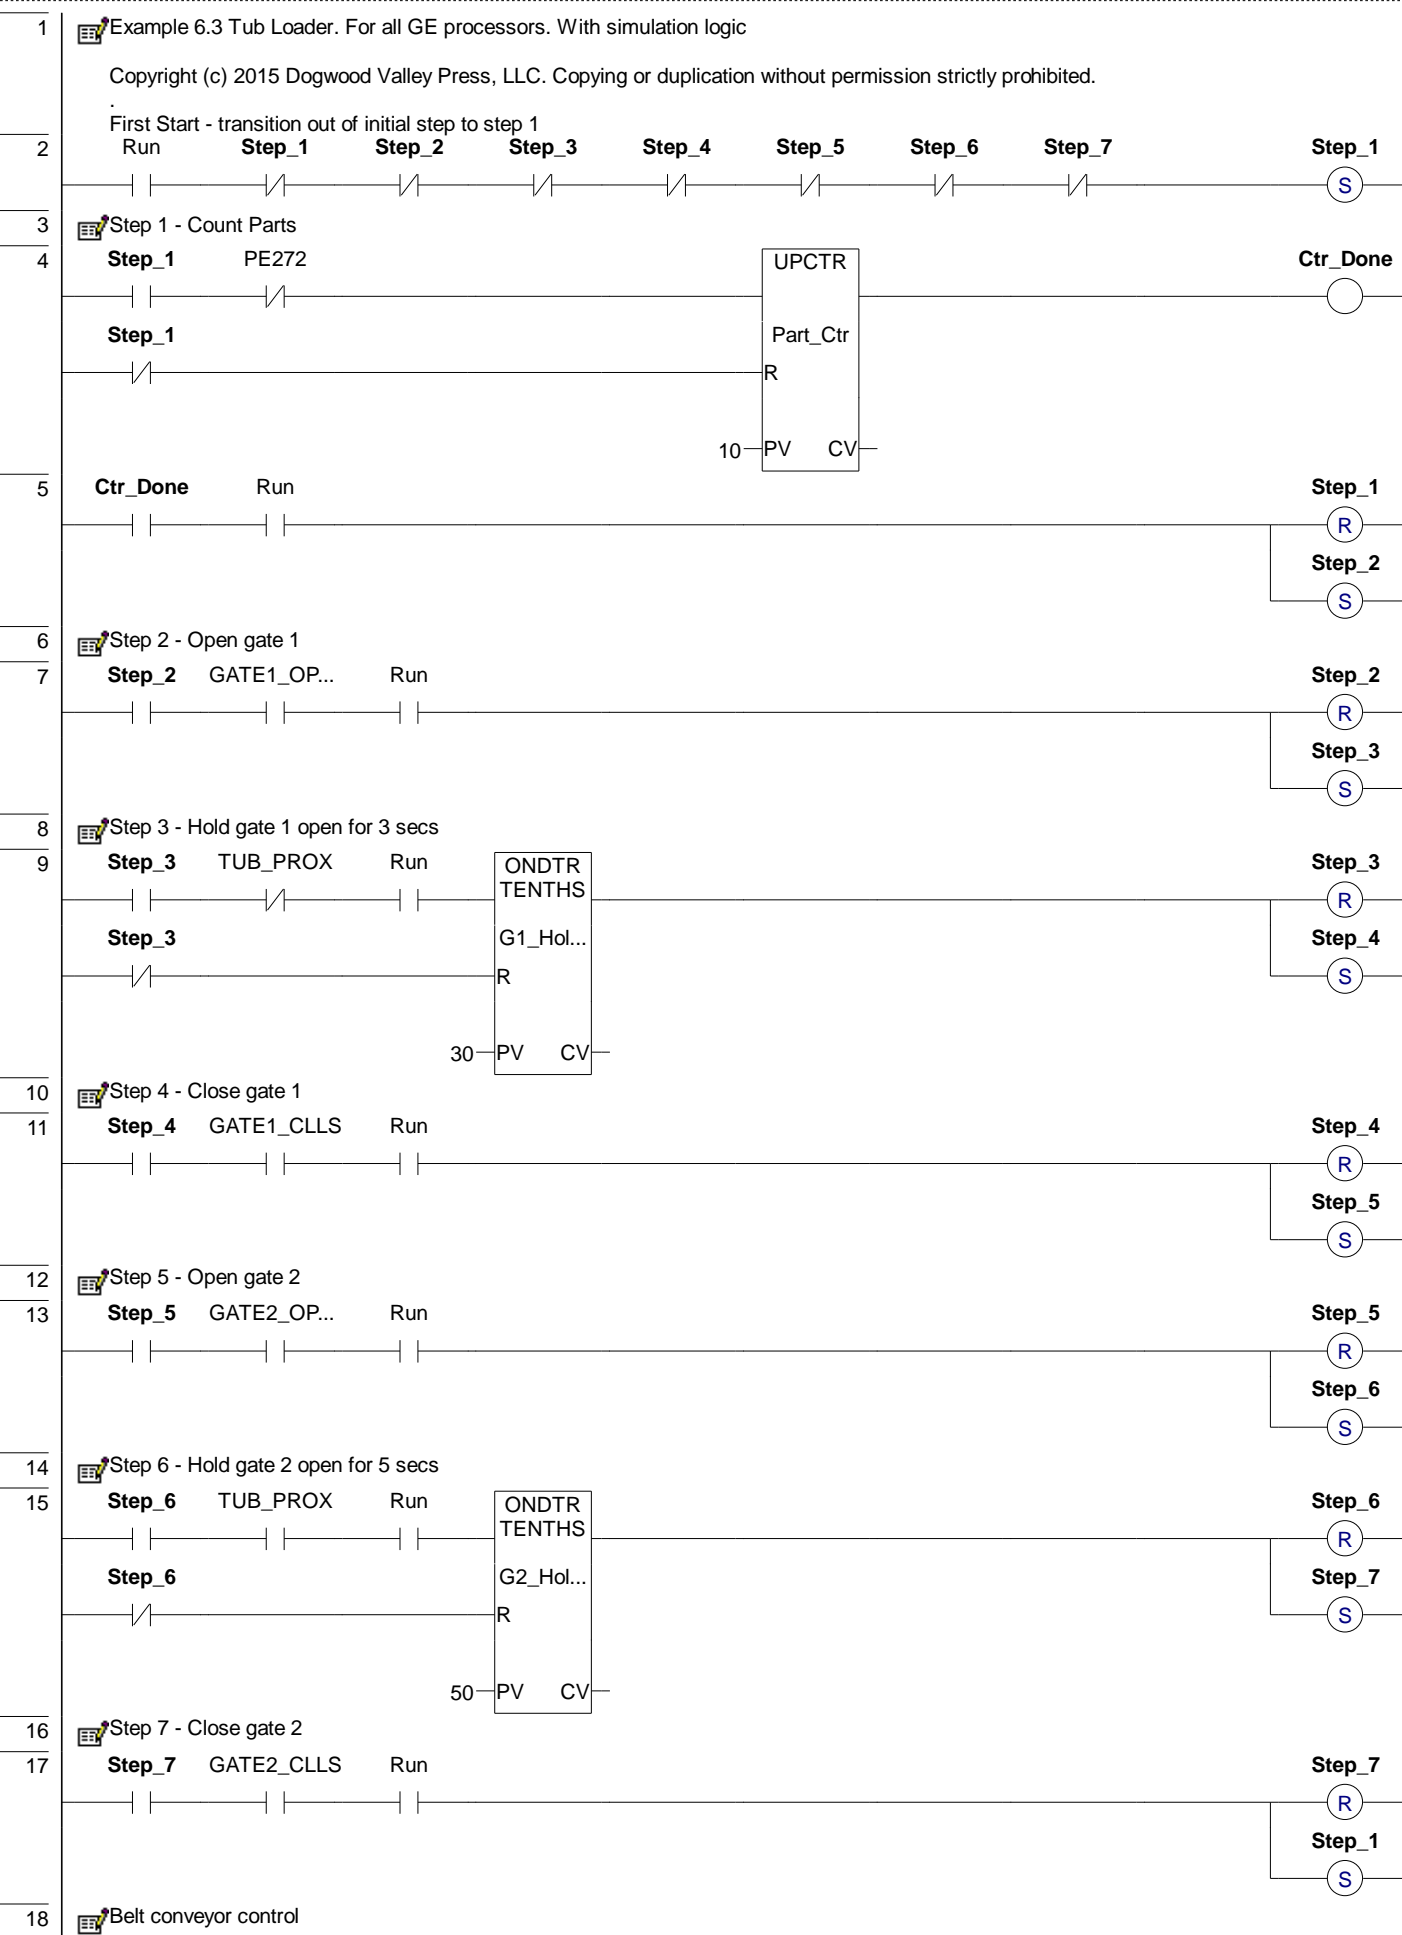 1 Example 6.3 Tub Loader. For all GE processors. With simulation logic
Copyright (c) 2015 Dogwood Valley Press, LLC. Copying or duplication without permission strictly prohibited.
.
First Start - transition out of initial step to step 1
2 Run Step_1 Step_2 Step_3 Step_4 Step_5 Step_6 Step_7 Step_1
S
3 Step 1 - Count Parts
4 Step_1 PE272 UPCTR Ctr_Done
Step_1 Part_Ctr
R
10 PV CV
5 Ctr_Done Run Step_1
R
Step_2
S
6 Step 2 - Open gate 1
7 Step_2 GATE1_OP... Run Step_2
R
Step_3
S
8 Step 3 - Hold gate 1 open for 3 secs
9 Step_3 TUB_PROX Run ONDTR Step_3
TENTHS R
Step_3 G1_Hol... Step_4
R S
30 PV CV
10 Step 4 - Close gate 1
11 Step_4 GATE1_CLLS Run Step_4
R
Step_5
S
12 Step 5 - Open gate 2
13 Step_5 GATE2_OP... Run Step_5
R
Step_6
S
14 Step 6 - Hold gate 2 open for 5 secs
15 Step_6 TUB_PROX Run ONDTR Step_6
TENTHS R
Step_6 G2_Hol... Step_7
R S
50 PV CV
16 Step 7 - Close gate 2
17 Step_7 GATE2_CLLS Run Step_7
R
Step_1
S
18 Belt conveyor control